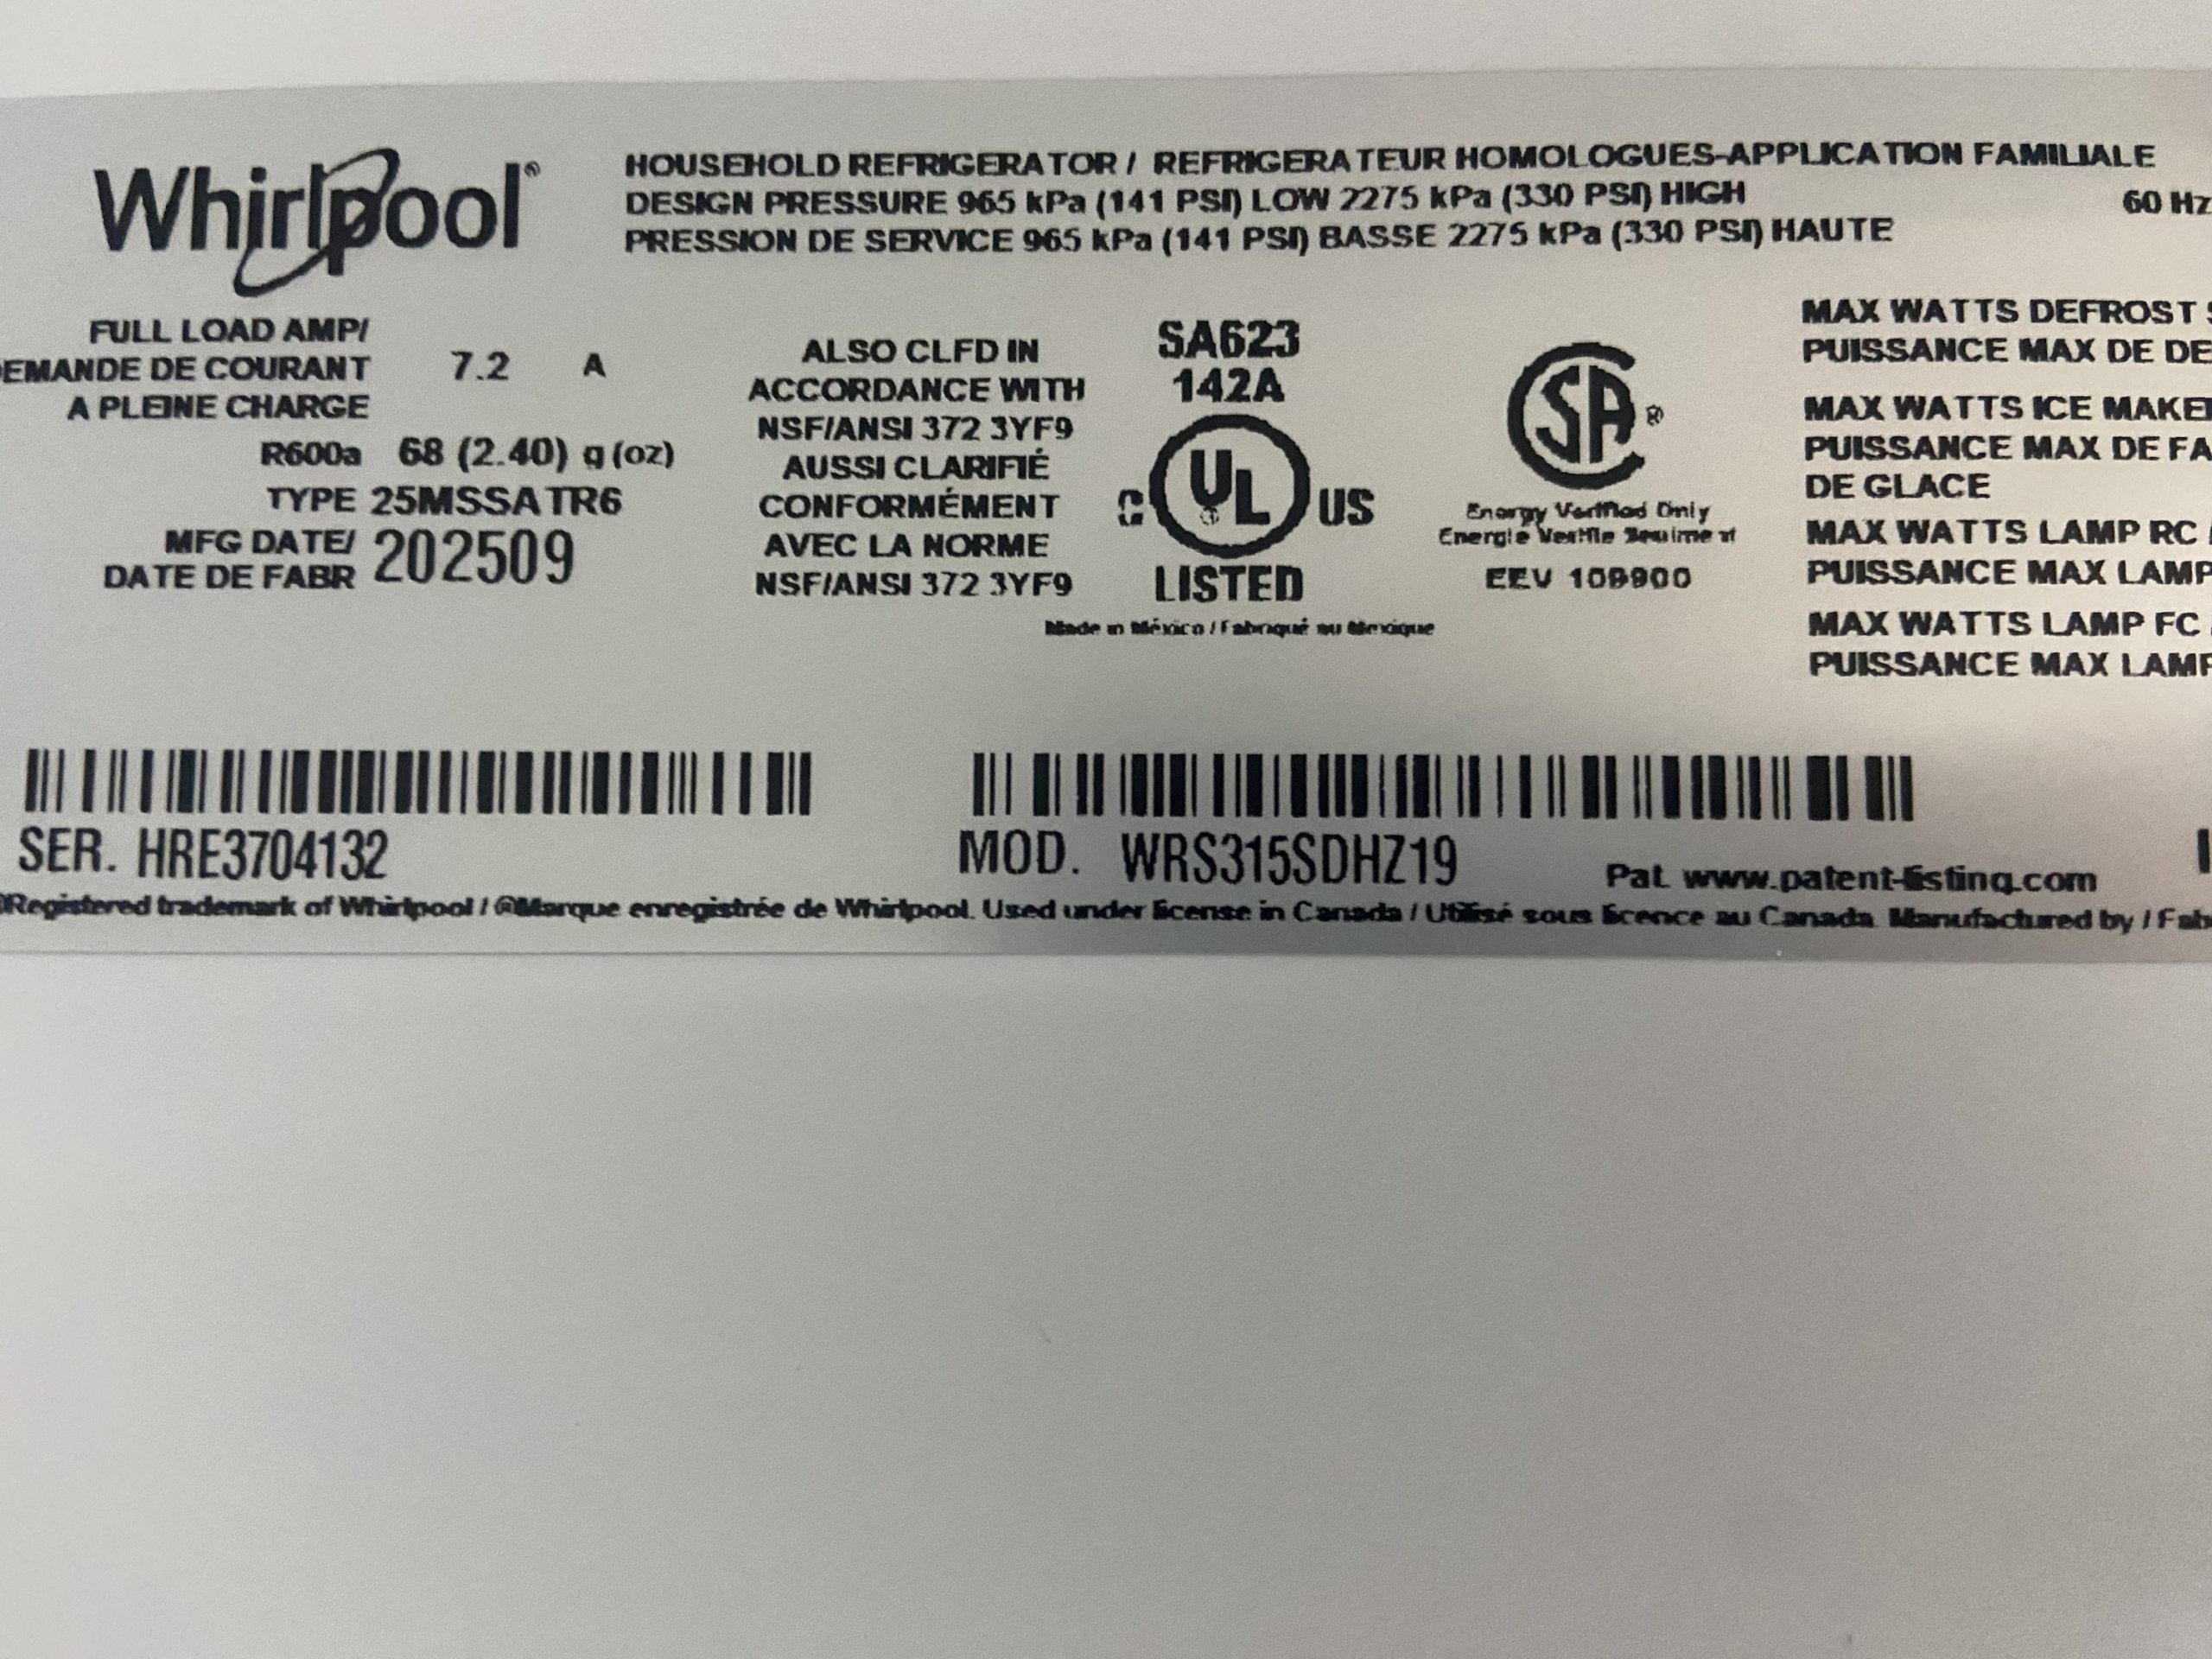 Whirlpool®
HOUSEHOLD REFRIGERATOR / REFRIGERATEUR HOMOLOGUES-APPLICATION FAMILIALE
DESIGN PRESSURE 965 kPa (141 PSI) LOW 2275 kPa (330 PSI) HIGH
60 Hz
PRESSION DE SERVICE 965 kPa (141 PSI) BASSE 2275 kPa (330 PSI) HAUTE
FULL LOAD AMP/
EMANDE DE COURANT 7.2 A
A PLEINE CHARGE
R600a 68 (2.40) g (oz)
TYPE 25MSSATR6
MFG DATE/
DATE DE FABR 202509
ALSO CLFD IN
ACCORDANCE WITH
NSF/ANSI 372 3YF9
AUSSI CLARIFIÉ
CONFORMÉMENT
AVEC LA NORME
NSF/ANSI 372 3YF9
SA623
142A
C UL US
LISTED
Made in México / Fabriqué au Mexique
CSA ®
Energy Verified Only
Energie Verifie Seulment
EEV 109900
MAX WATTS DEFROST
PUISSANCE MAX DE DE
MAX WATTS ICE MAKE
PUISSANCE MAX DE FA
DE GLACE
MAX WATTS LAMP RC
PUISSANCE MAX LAMP
MAX WATTS LAMP FC
PUISSANCE MAX LAMP
SER. HRE3704132
MOD. WRS315SDHZ19
Pat. www.patent-listing.com
®Registered trademark of Whirlpool / ®Marque enregistrée de Whirlpool. Used under license in Canada / Utilisé sous licence au Canada. Manufactured by / Fab